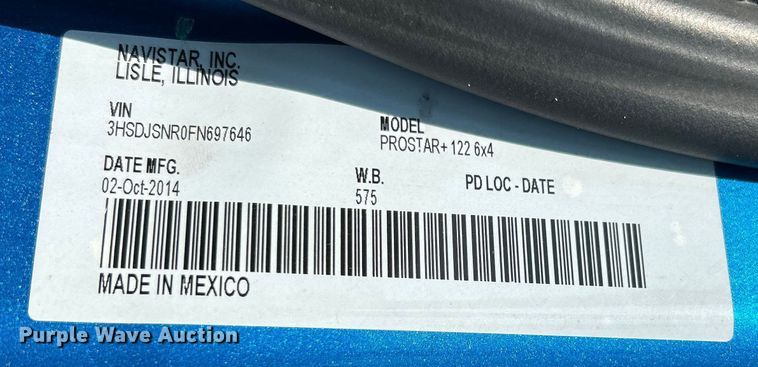 NAVISTAR, INC.
LISLE, ILLINOIS
VIN
3HSDJSNR0FN697646
MODEL
PROSTAR+ 122 6x4
DATE MFG.
02-Oct-2014
W.B.
575
PD LOC - DATE
MADE IN MEXICO
Purple Wave Auction